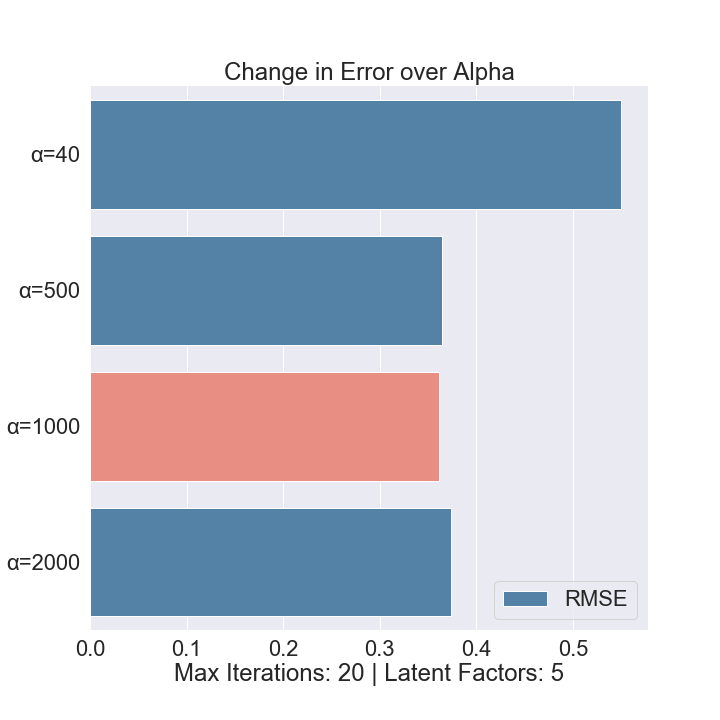 Change in Error over Alpha
α=40
α=500
α=1000
α=2000
RMSE
0.0 0.1 0.2 0.3 0.4 0.5
Max Iterations: 20 | Latent Factors: 5